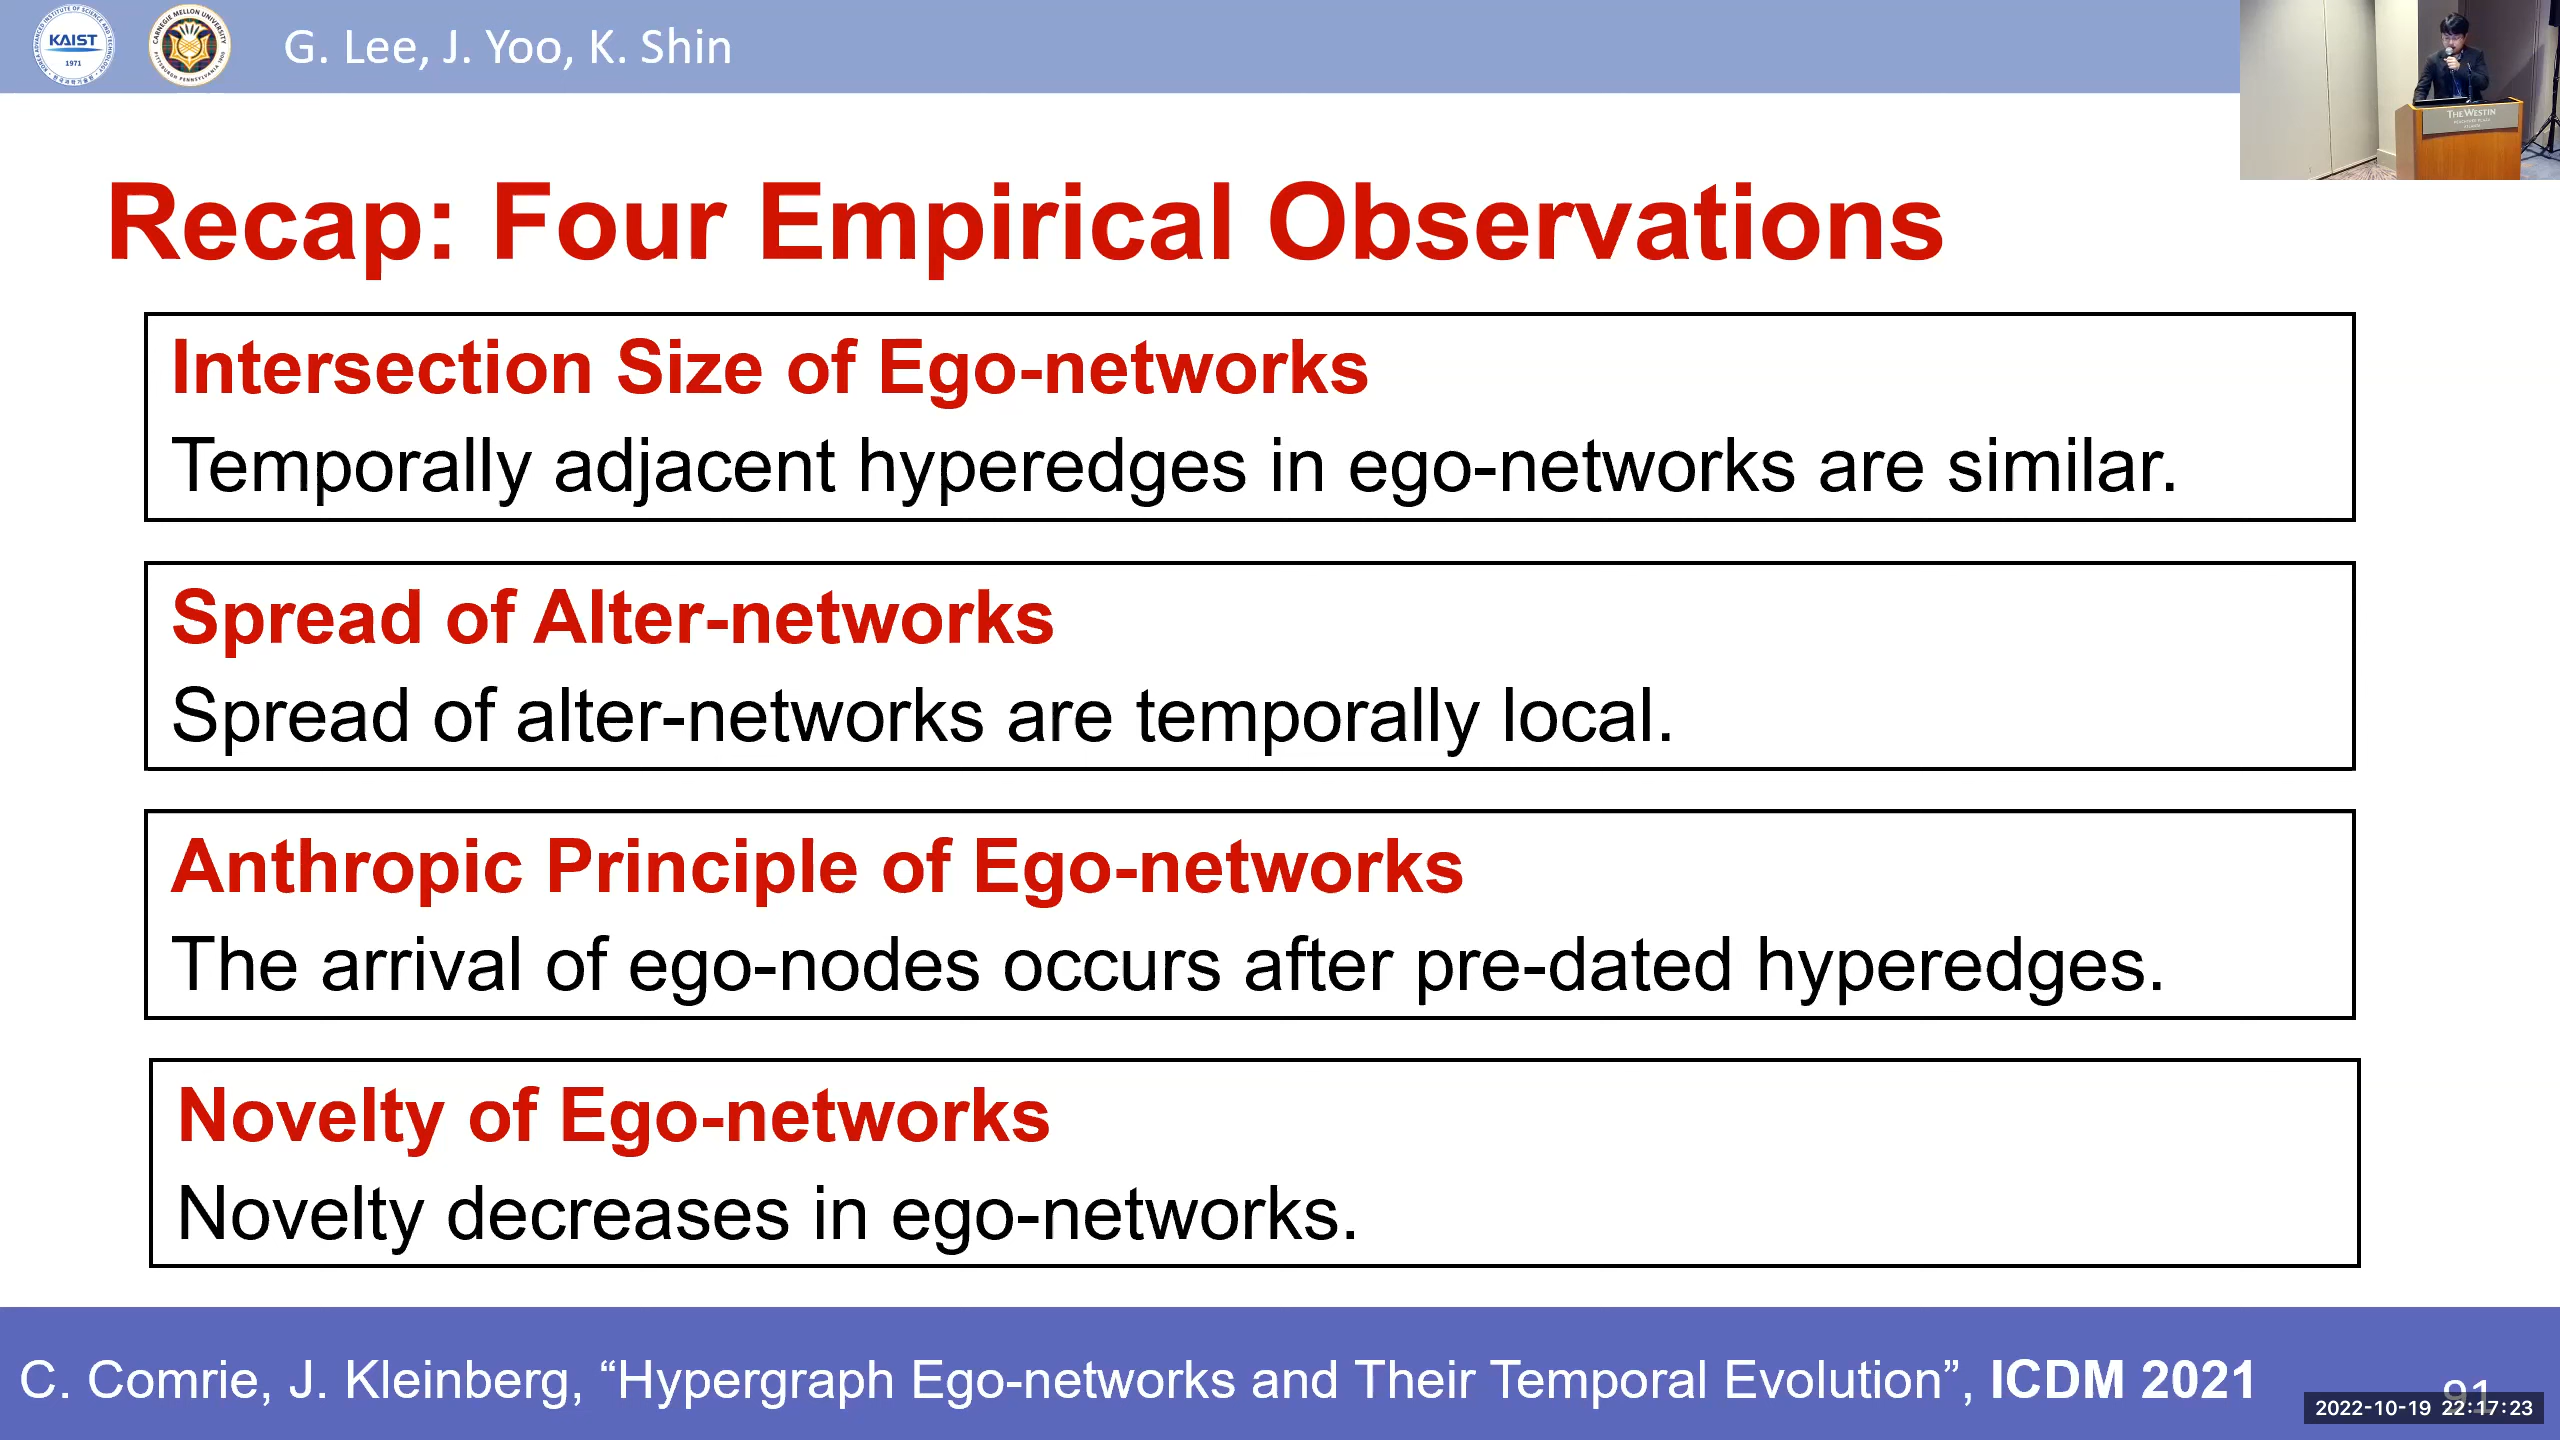 KAIST
1971
CARNEGIE MELLON UNIVERSITY
G. Lee, J. Yoo, K. Shin
THE WESTIN
Recap: Four Empirical Observations
Intersection Size of Ego-networks
Temporally adjacent hyperedges in ego-networks are similar.
Spread of Alter-networks
Spread of alter-networks are temporally local.
Anthropic Principle of Ego-networks
The arrival of ego-nodes occurs after pre-dated hyperedges.
Novelty of Ego-networks
Novelty decreases in ego-networks.
C. Comrie, J. Kleinberg, “Hypergraph Ego-networks and Their Temporal Evolution”, ICDM 2021
91
2022-10-19 22:17:23